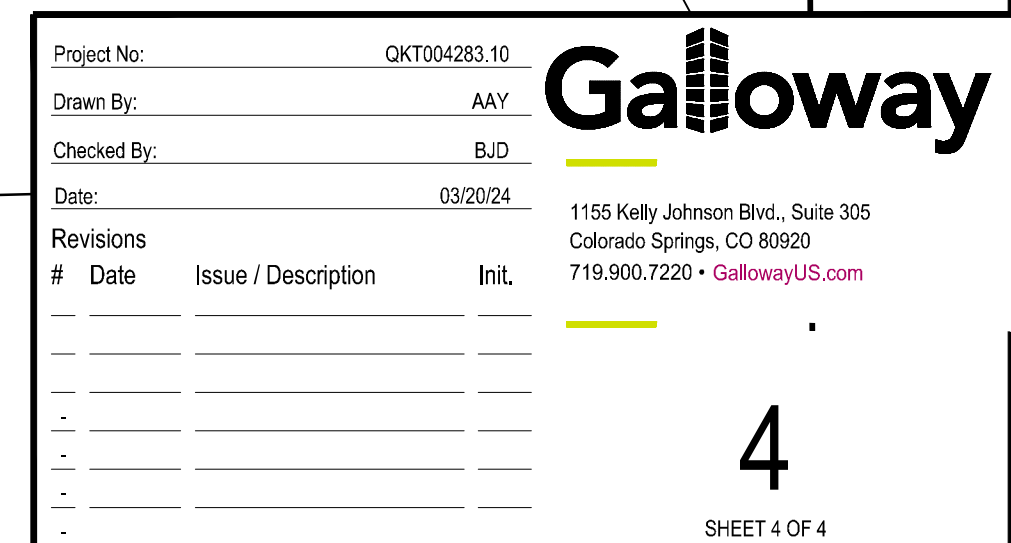 Project No: QKT004283.10
Drawn By: AAY
Checked By: BJD
Date: 03/20/24
Revisions
# Date Issue / Description Init.
-
-
-
-
Galloway
1155 Kelly Johnson Blvd., Suite 305
Colorado Springs, CO 80920
719.900.7220 • GallowayUS.com
4
SHEET 4 OF 4